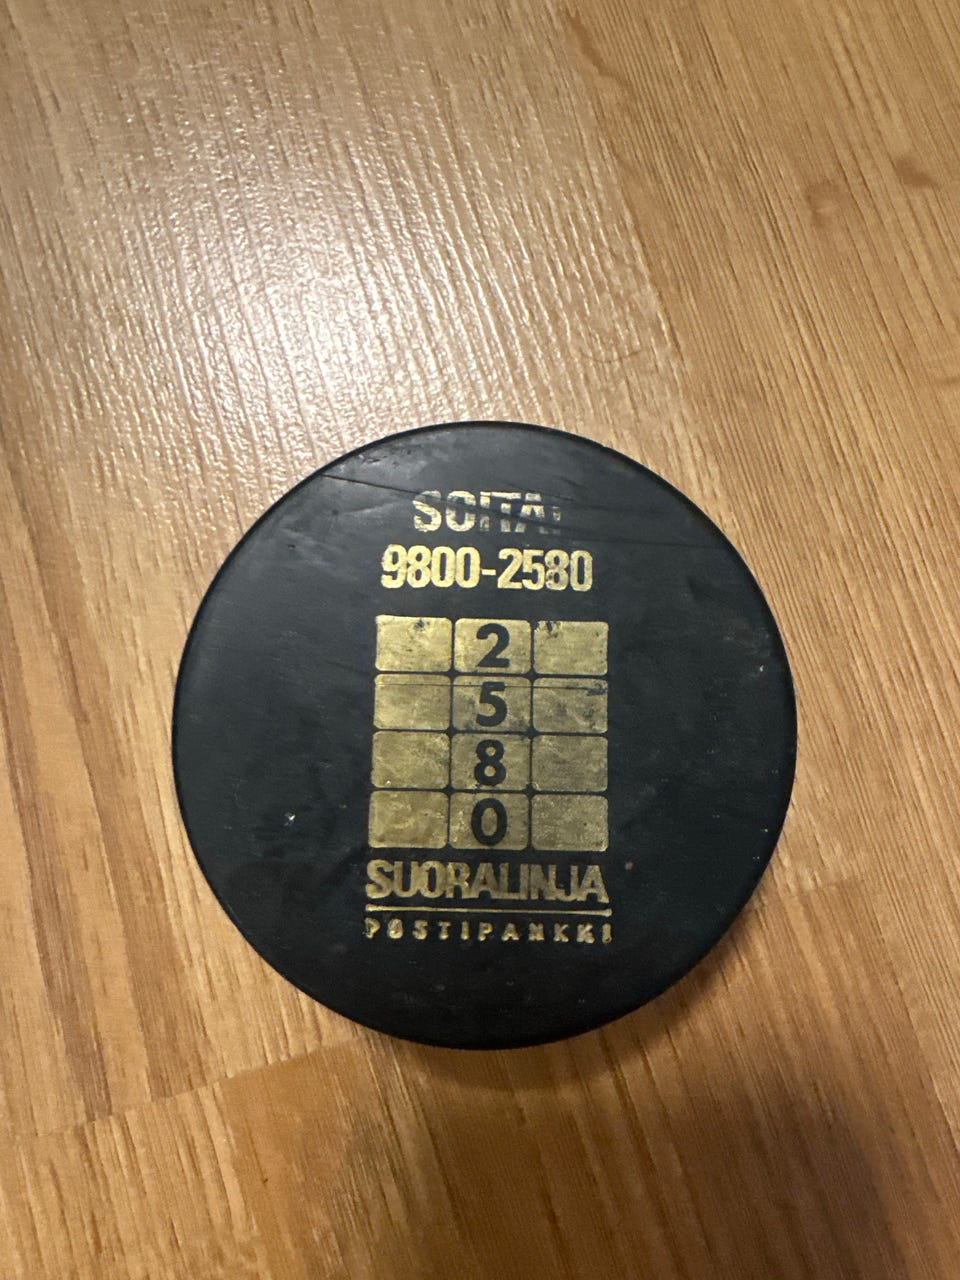 SOITA!
9800-2580
2
5
8
0
SUORALINJA
POSTIPANKKI